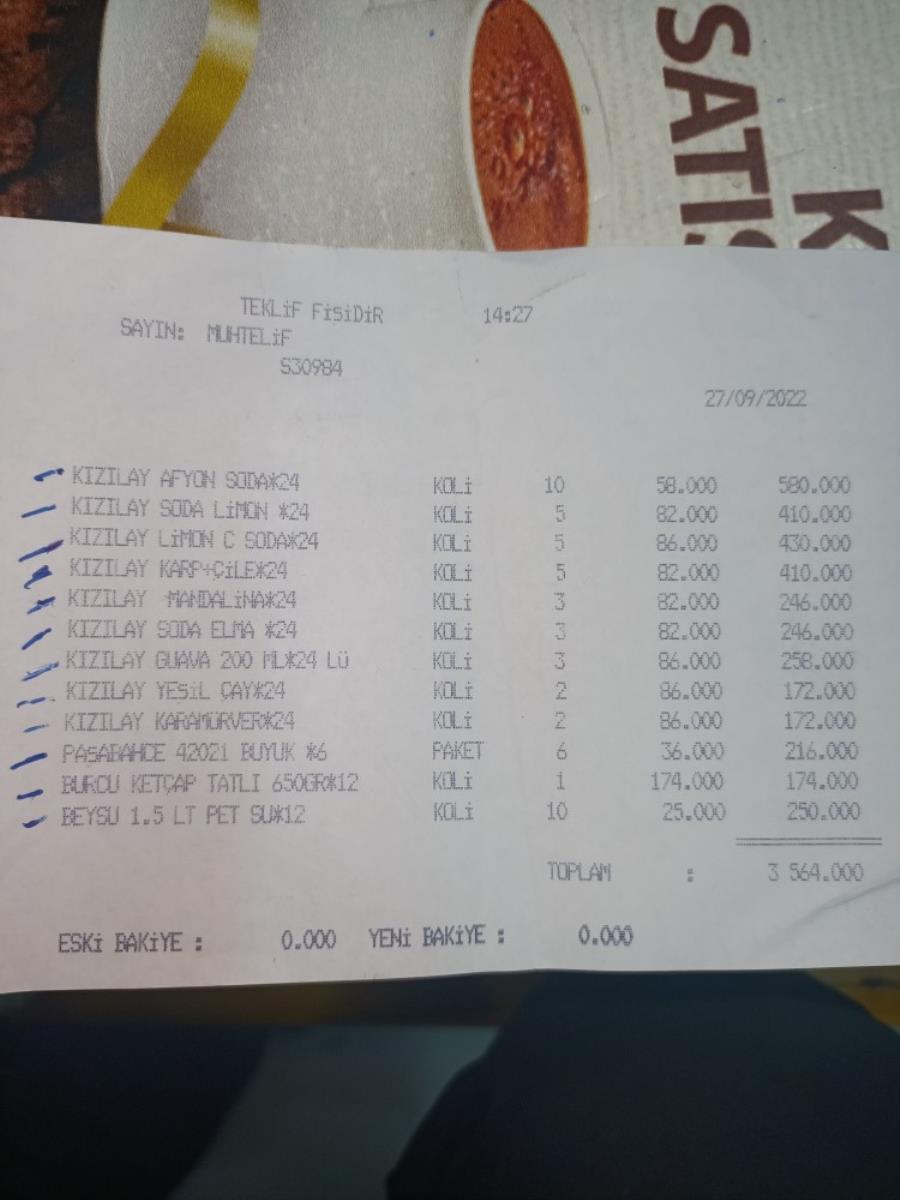 K
SATIŞ
TEKLiF FiSiDiR 14:27
SAYIN: MUHTELiF
S30984
27/09/2022
KIZILAY AFYON SODA*24 KOLi 10 58.000 580.000
KIZILAY SODA LiMON *24 KOLi 5 82.000 410.000
KIZILAY LiMON C SODA*24 KOLi 5 86.000 430.000
KIZILAY KARP+ÇiLE*24 KOLi 5 82.000 410.000
KIZILAY MANDALiNA*24 KOLi 3 82.000 246.000
KIZILAY SODA ELMA *24 KOLi 3 82.000 246.000
KIZILAY GUAVA 200 ML*24 LÜ KOLi 3 86.000 258.000
KIZILAY YESiL ÇAY*24 KOLi 2 86.000 172.000
KIZILAY KARAMÜRVER*24 KOLi 2 86.000 172.000
PASABAHCE 42021 BUYUK *6 PAKET 6 36.000 216.000
BURCU KETÇAP TATLI 650GR*12 KOLi 1 174.000 174.000
BEYSU 1.5 LT PET SU*12 KOLi 10 25.000 250.000
TOPLAM : 3 564.000
ESKi BAKiYE : 0.000 YENi BAKiYE : 0.000